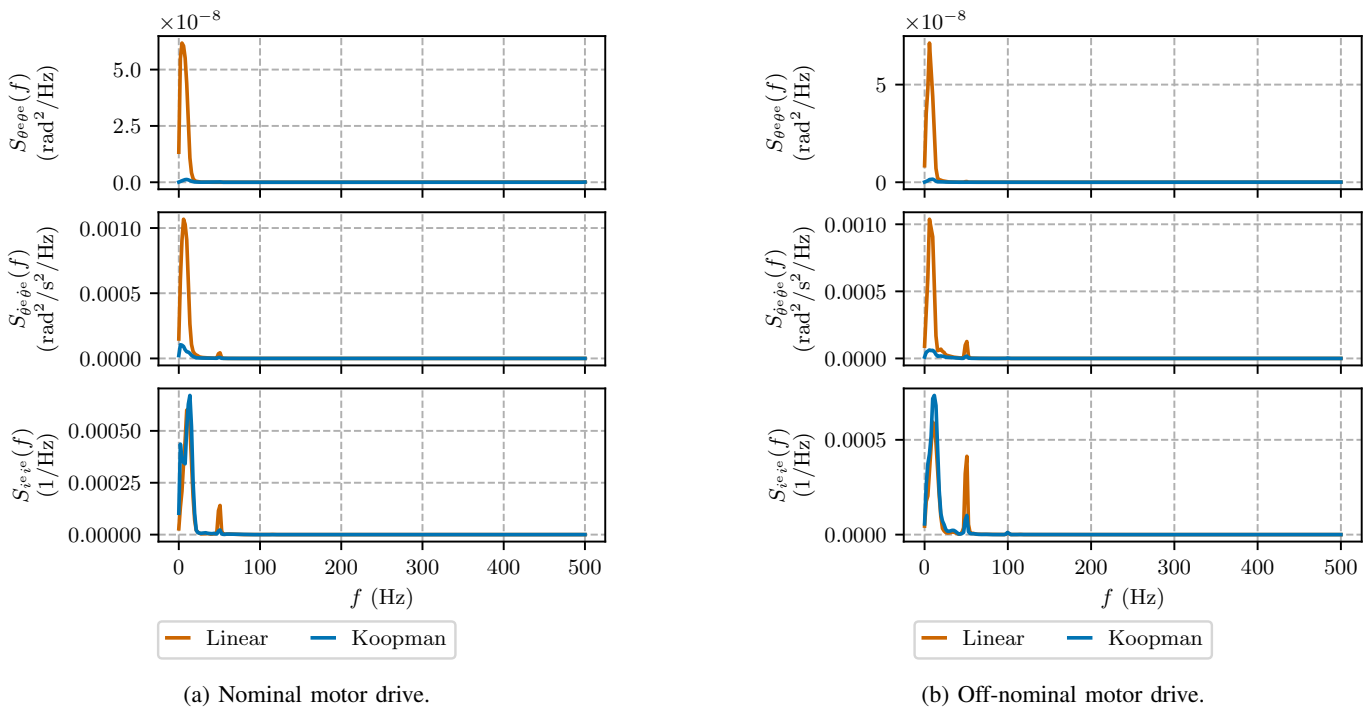 ×10⁻⁸
S_θᵉθᵉ(f)
(rad²/Hz)
5.0
2.5
0.0
S_θ̇ᵉθ̇ᵉ(f)
(rad²/s²/Hz)
0.0010
0.0005
0.0000
S_iᵉiᵉ(f)
(1/Hz)
0.00050
0.00025
0.00000
0 100 200 300 400 500
f (Hz)
Linear Koopman
(a) Nominal motor drive.
×10⁻⁸
S_θᵉθᵉ(f)
(rad²/Hz)
5
0
S_θ̇ᵉθ̇ᵉ(f)
(rad²/s²/Hz)
0.0010
0.0005
0.0000
S_iᵉiᵉ(f)
(1/Hz)
0.0005
0.0000
0 100 200 300 400 500
f (Hz)
Linear Koopman
(b) Off-nominal motor drive.